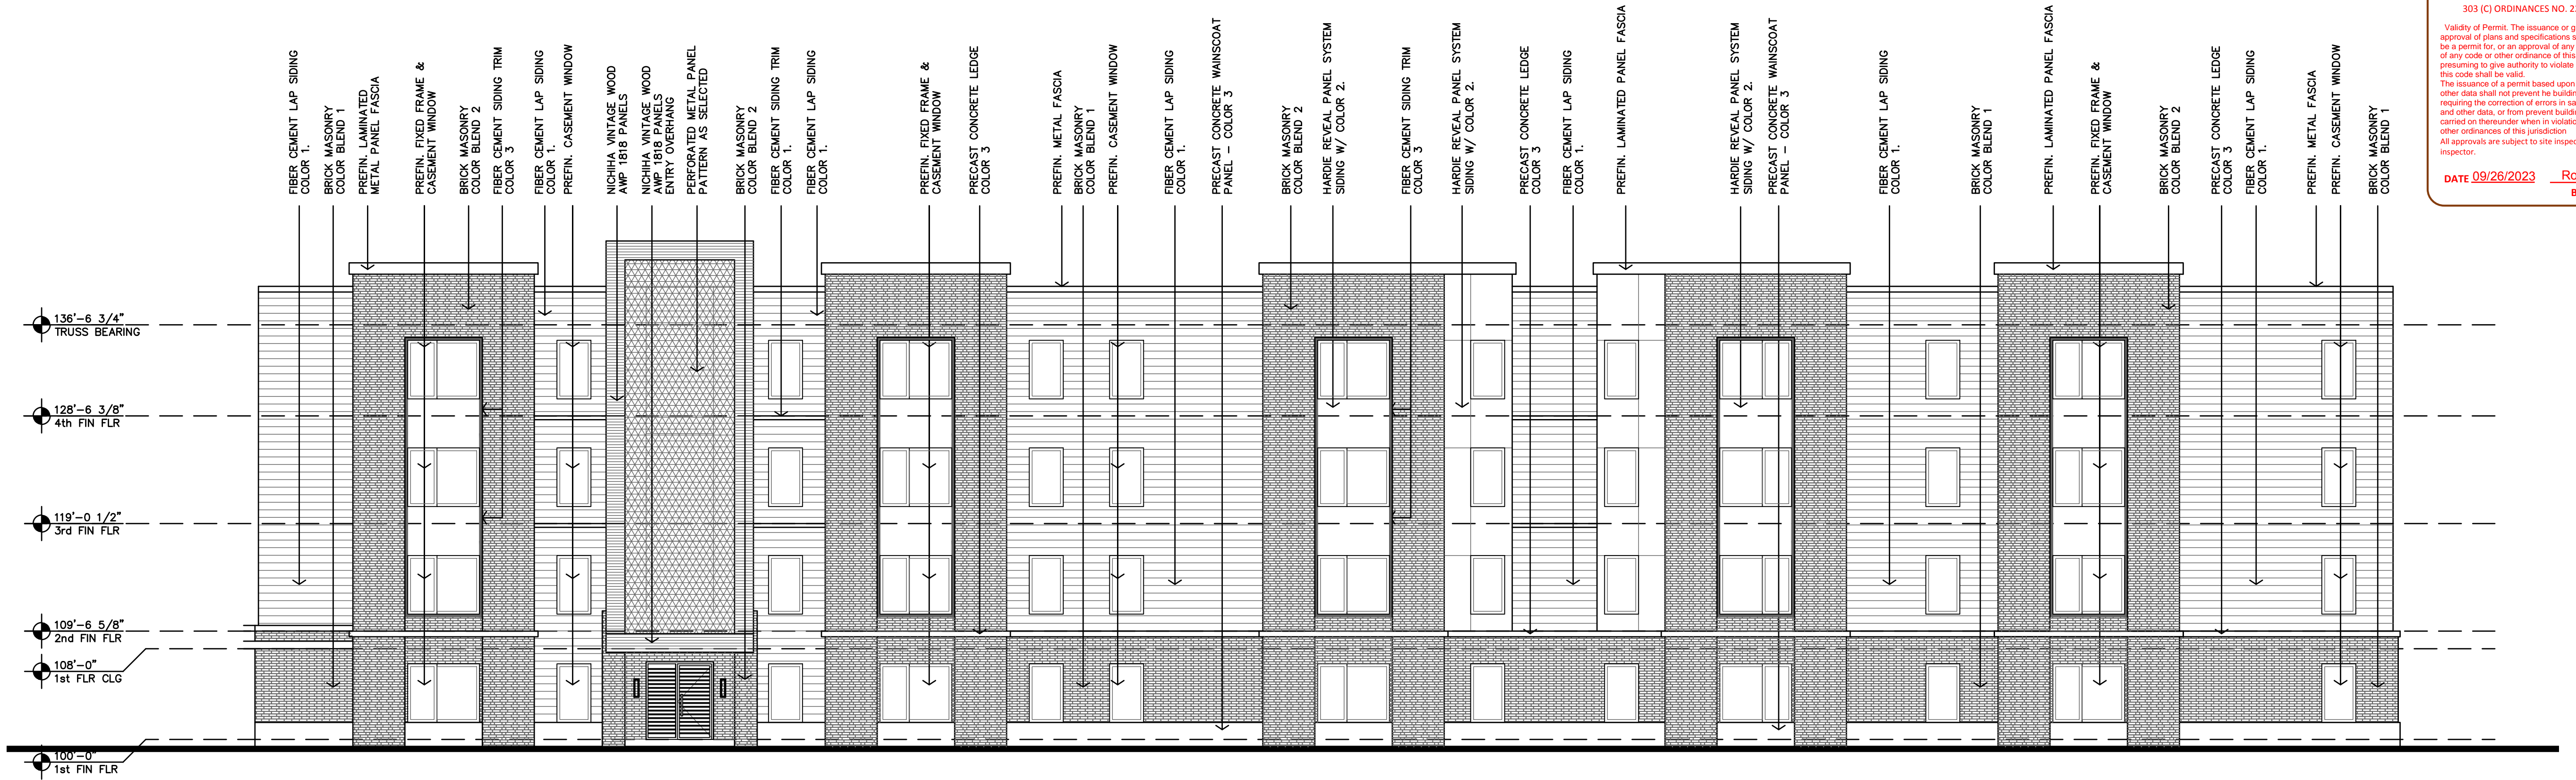 FIBER CEMENT LAP SIDING
COLOR 1.
BRICK MASONRY
COLOR BLEND 1
PREFIN. LAMINATED
METAL PANEL FASCIA
PREFIN. FIXED FRAME &
CASEMENT WINDOW
BRICK MASONRY
COLOR BLEND 2
FIBER CEMENT SIDING TRIM
COLOR 3
FIBER CEMENT LAP SIDING
COLOR 1.
PREFIN. CASEMENT WINDOW
NICHIHA VINTAGE WOOD
AWP 1818 PANELS
NICHIHA VINTAGE WOOD
AWP 1818 PANELS
ENTRY OVERHANG
PERFORATED METAL PANEL
PATTERN AS SELECTED
BRICK MASONRY
COLOR BLEND 2
FIBER CEMENT SIDING TRIM
COLOR 1.
FIBER CEMENT LAP SIDING
COLOR 1.
PREFIN. FIXED FRAME &
CASEMENT WINDOW
PRECAST CONCRETE LEDGE
COLOR 3
PREFIN. METAL FASCIA
BRICK MASONRY
COLOR BLEND 1
PREFIN. CASEMENT WINDOW
FIBER CEMENT LAP SIDING
COLOR 1.
PRECAST CONCRETE WAINSCOAT
PANEL – COLOR 3
BRICK MASONRY
COLOR BLEND 2
HARDIE REVEAL PANEL SYSTEM
SIDING W/ COLOR 2.
FIBER CEMENT SIDING TRIM
COLOR 3
HARDIE REVEAL PANEL SYSTEM
SIDING W/ COLOR 2.
PRECAST CONCRETE LEDGE
COLOR 3
FIBER CEMENT LAP SIDING
COLOR 1.
PREFIN. LAMINATED PANEL FASCIA
HARDIE REVEAL PANEL SYSTEM
SIDING W/ COLOR 2.
PRECAST CONCRETE WAINSCOAT
PANEL – COLOR 3
FIBER CEMENT LAP SIDING
COLOR 1.
BRICK MASONRY
COLOR BLEND 1
PREFIN. LAMINATED PANEL FASCIA
PREFIN. FIXED FRAME &
CASEMENT WINDOW
BRICK MASONRY
COLOR BLEND 2
PRECAST CONCRETE LEDGE
COLOR 3
FIBER CEMENT LAP SIDING
COLOR 1.
PREFIN. METAL FASCIA
PREFIN. CASEMENT WINDOW
BRICK MASONRY
COLOR BLEND 1
303 (C) ORDINANCES NO.
Validity of Permit. The issuance or
approval of plans and specifications
be a permit for, or an approval of any
of any code or other ordinance of this
presuming to give authority to violate
this code shall be valid.
The issuance of a permit based upon
other data shall not prevent he
requiring the correction of errors in
and other data, or from prevent
carried on thereunder when in
other ordinances of this jurisdiction
All approvals are subject to site
inspector.
DATE 09/26/2023
136'-6 3/4"
TRUSS BEARING
128'-6 3/8"
4th FIN FLR
119'-0 1/2"
3rd FIN FLR
109'-6 5/8"
2nd FIN FLR
108'-0"
1st FLR CLG
100'-0"
1st FIN FLR